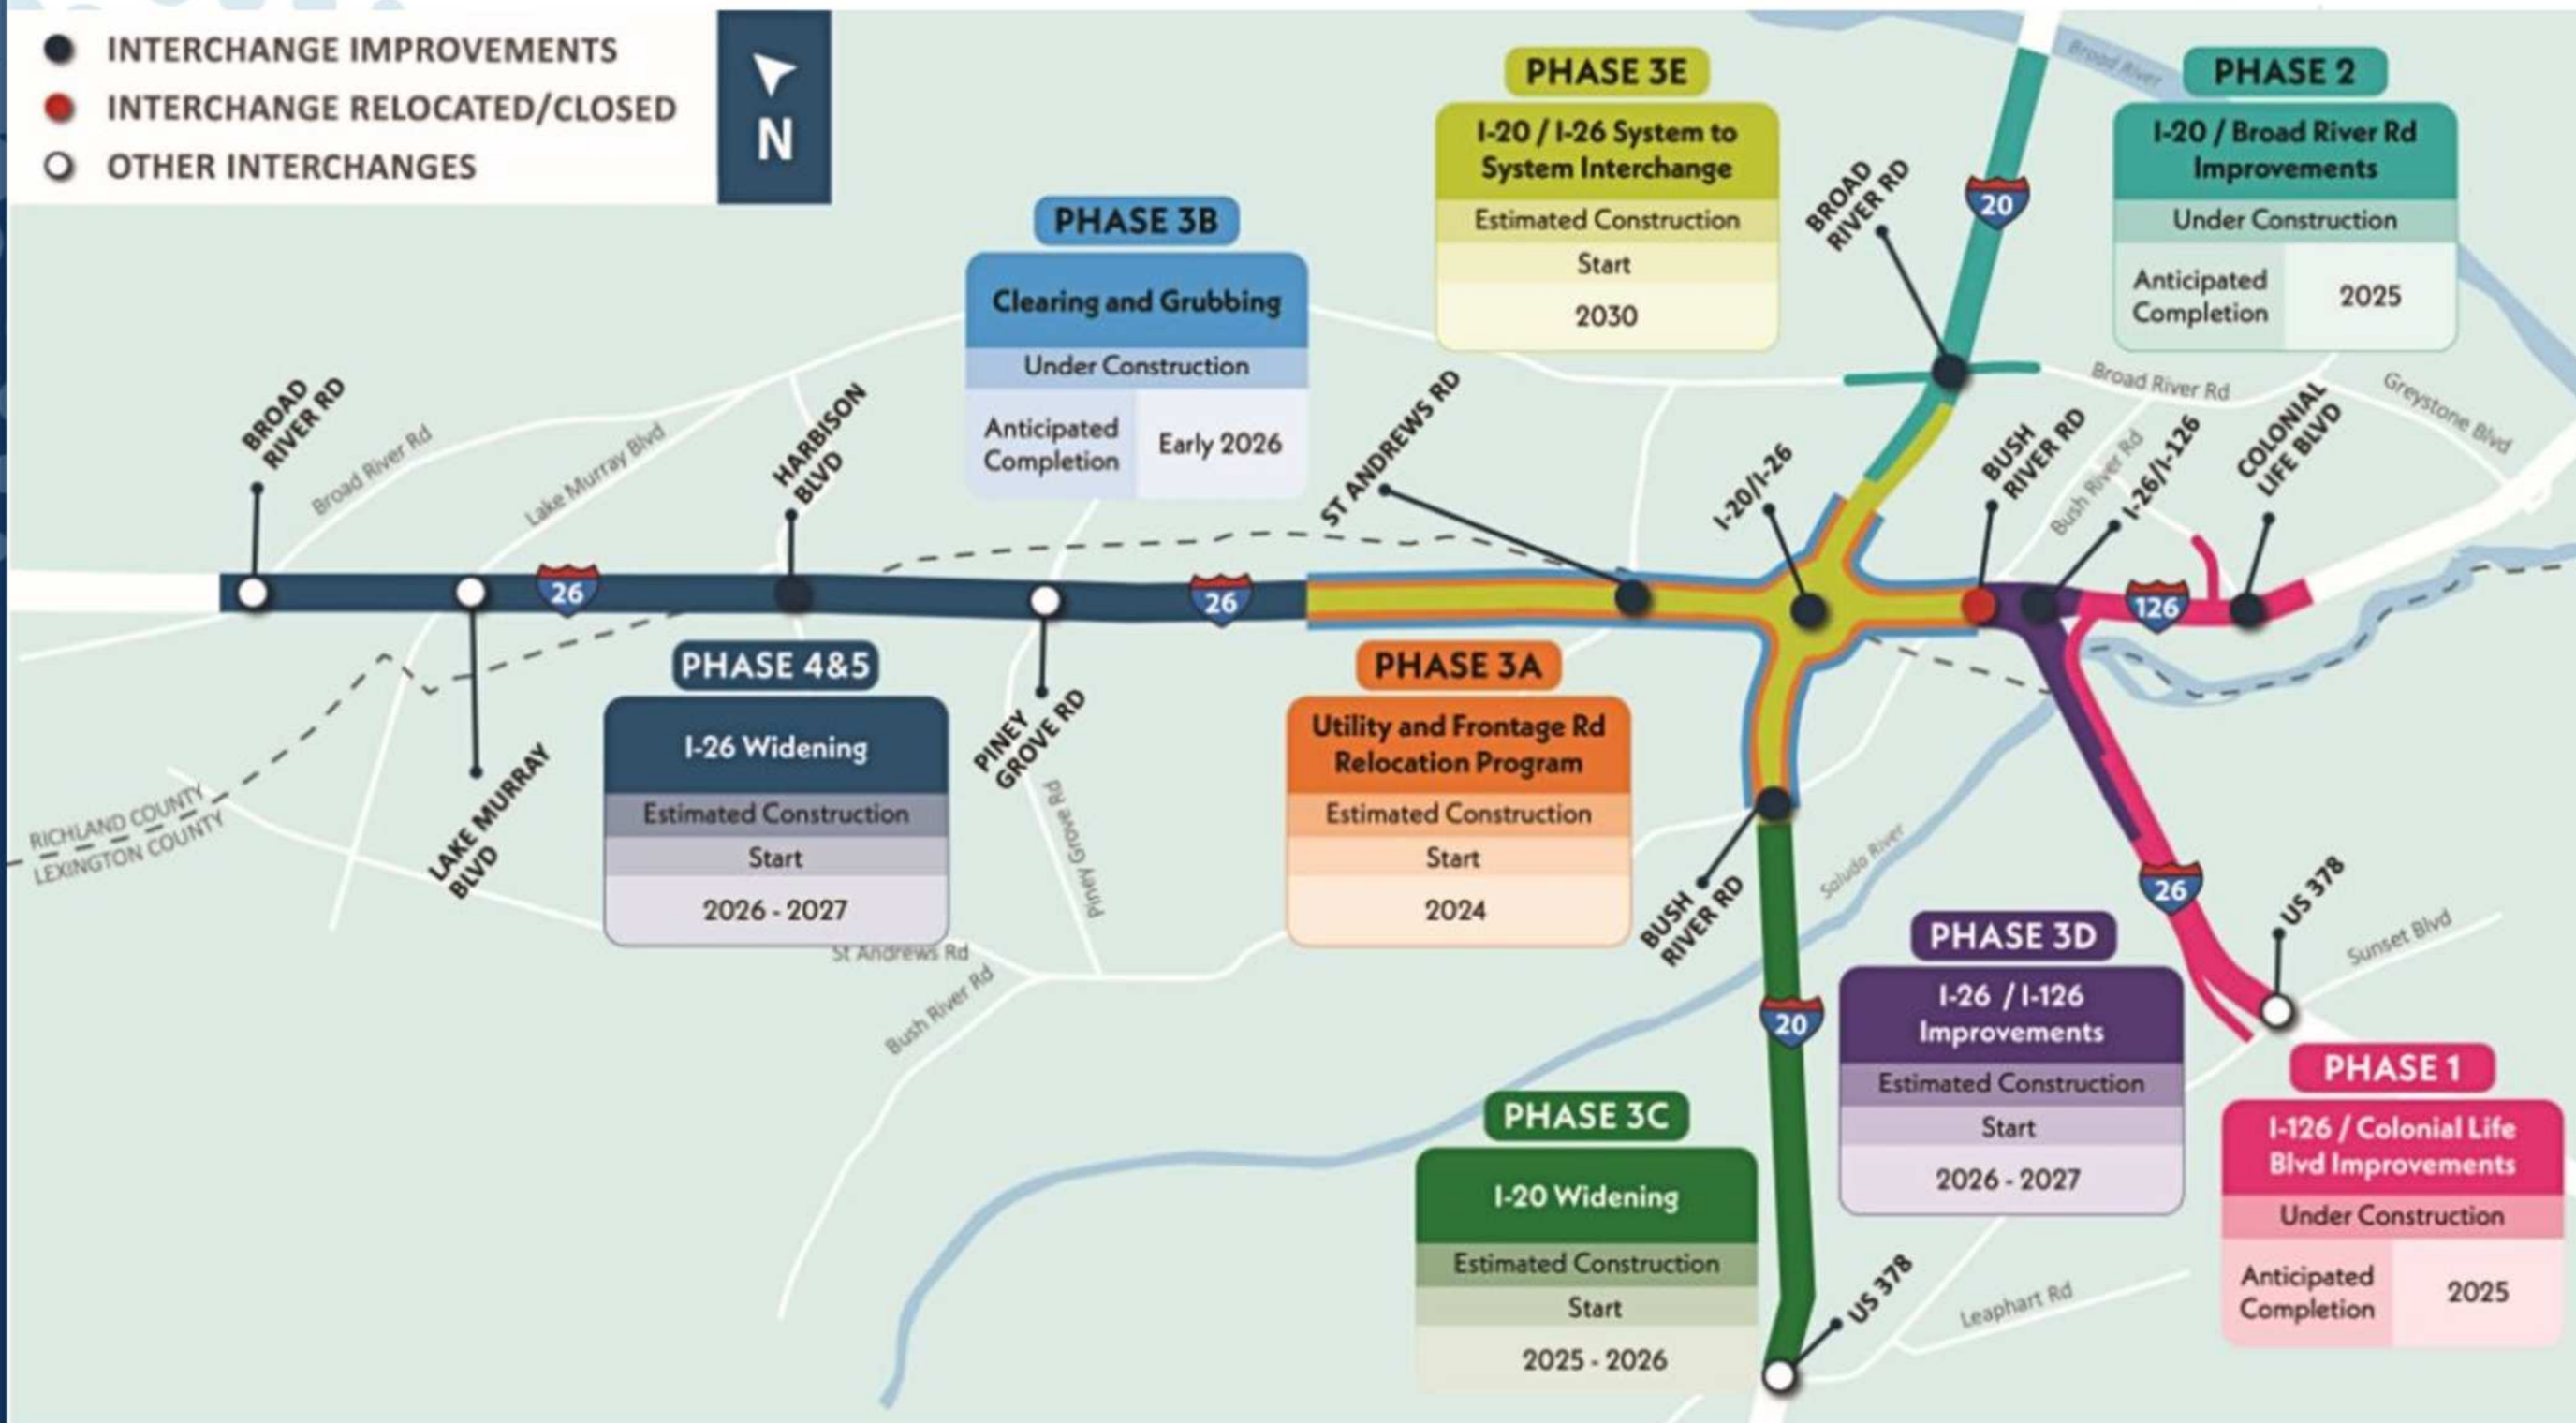 INTERCHANGE IMPROVEMENTS
INTERCHANGE RELOCATED/CLOSED
OTHER INTERCHANGES
N
PHASE 3B
Clearing and Grubbing
Under Construction
Anticipated
Completion
Early 2026
PHASE 3E
I-20 / I-26 System to
System Interchange
Estimated Construction
Start
2030
PHASE 2
I-20 / Broad River Rd
Improvements
Under Construction
Anticipated
Completion
2025
Broad River
20
BROAD
RIVER RD
BROAD
RIVER RD
Broad River Rd
Lake Murray Blvd
HARBISON
BLVD
ST ANDREWS RD
I-20/I-26
BUSH
RIVER RD
Bush River Rd
I-26/I-126
Broad River Rd
COLONIAL
LIFE BLVD
Greystone Blvd
26
26
126
RICHLAND COUNTY
LEXINGTON COUNTY
LAKE MURRAY
BLVD
PHASE 4&5
I-26 Widening
Estimated Construction
Start
2026 - 2027
PINEY
GROVE RD
Piney Grove Rd
St Andrews Rd
Bush River Rd
PHASE 3A
Utility and Frontage Rd
Relocation Program
Estimated Construction
Start
2024
BUSH
RIVER RD
Saluda River
26
US 378
Sunset Blvd
20
PHASE 3D
I-26 / I-126
Improvements
Estimated Construction
Start
2026 - 2027
PHASE 3C
I-20 Widening
Estimated Construction
Start
2025 - 2026
US 378
Leaphart Rd
PHASE 1
I-126 / Colonial Life
Blvd Improvements
Under Construction
Anticipated
Completion
2025